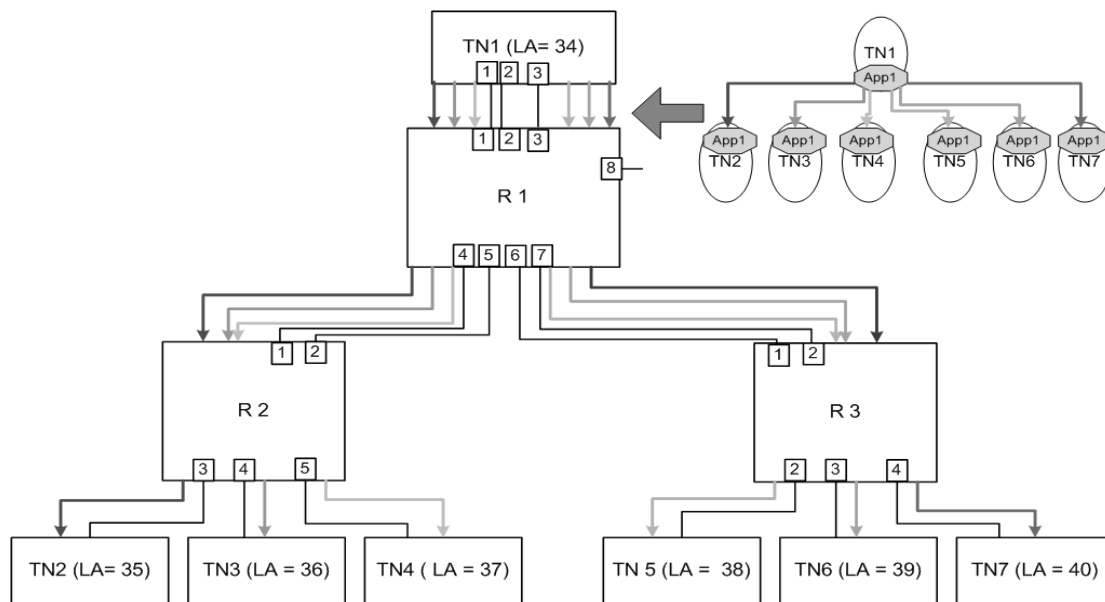 TN1 (LA= 34)
1 2 3
TN1
App1
App1 App1 App1 App1 App1 App1
TN2 TN3 TN4 TN5 TN6 TN7
1 2 3
8
R 1
4 5 6 7
1 2
1 2
R 2
R 3
3 4 5
2 3 4
TN2 (LA= 35)
TN3 (LA = 36)
TN4 ( LA = 37)
TN 5 (LA = 38)
TN6 (LA = 39)
TN7 (LA = 40)